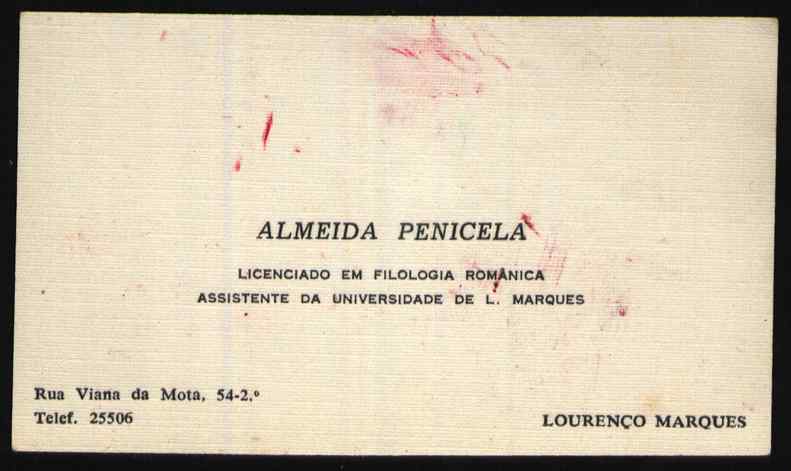 ALMEIDA PENICELA
LICENCIADO EM FILOLOGIA ROMÂNICA
ASSISTENTE DA UNIVERSIDADE DE L. MARQUES
Rua Viana da Mota, 54-2.º
Telef. 25506
LOURENÇO MARQUES